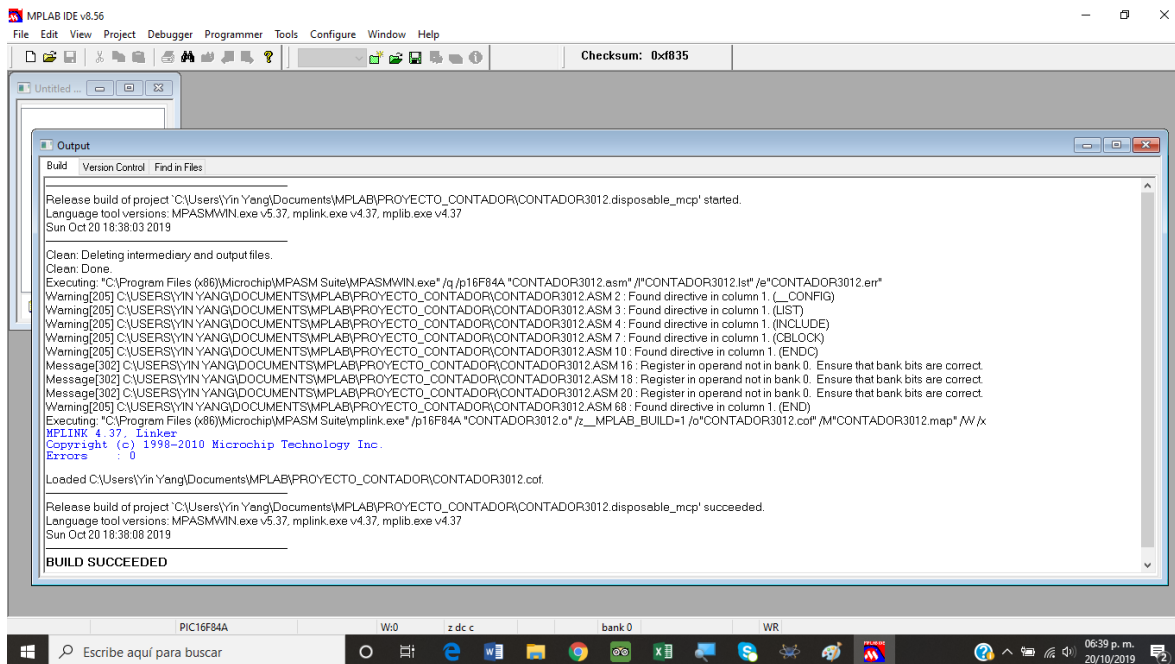 MPLAB IDE v8.56
File Edit View Project Debugger Programmer Tools Configure Window Help
Checksum: 0xf835
Untitled ...
Output
Build Version Control Find in Files
Release build of project `C:\Users\Yin Yang\Documents\MPLAB\PROYECTO_CONTADOR\CONTADOR3012.disposable_mcp' started.
Language tool versions: MPASMWIN.exe v5.37, mplink.exe v4.37, mplib.exe v4.37
Sun Oct 20 18:38:03 2019
Clean: Deleting intermediary and output files.
Clean: Done.
Executing: "C:\Program Files (x86)\Microchip\MPASM Suite\MPASMWIN.exe" /q /p16F84A "CONTADOR3012.asm" /l"CONTADOR3012.lst" /e"CONTADOR3012.err"
Warning[205] C:\USERS\YIN YANG\DOCUMENTS\MPLAB\PROYECTO_CONTADOR\CONTADOR3012.ASM 2 : Found directive in column 1. (__CONFIG)
Warning[205] C:\USERS\YIN YANG\DOCUMENTS\MPLAB\PROYECTO_CONTADOR\CONTADOR3012.ASM 3 : Found directive in column 1. (LIST)
Warning[205] C:\USERS\YIN YANG\DOCUMENTS\MPLAB\PROYECTO_CONTADOR\CONTADOR3012.ASM 4 : Found directive in column 1. (INCLUDE)
Warning[205] C:\USERS\YIN YANG\DOCUMENTS\MPLAB\PROYECTO_CONTADOR\CONTADOR3012.ASM 7 : Found directive in column 1. (CBLOCK)
Warning[205] C:\USERS\YIN YANG\DOCUMENTS\MPLAB\PROYECTO_CONTADOR\CONTADOR3012.ASM 10 : Found directive in column 1. (ENDC)
Message[302] C:\USERS\YIN YANG\DOCUMENTS\MPLAB\PROYECTO_CONTADOR\CONTADOR3012.ASM 16 : Register in operand not in bank 0. Ensure that bank bits are correct.
Message[302] C:\USERS\YIN YANG\DOCUMENTS\MPLAB\PROYECTO_CONTADOR\CONTADOR3012.ASM 18 : Register in operand not in bank 0. Ensure that bank bits are correct.
Message[302] C:\USERS\YIN YANG\DOCUMENTS\MPLAB\PROYECTO_CONTADOR\CONTADOR3012.ASM 20 : Register in operand not in bank 0. Ensure that bank bits are correct.
Warning[205] C:\USERS\YIN YANG\DOCUMENTS\MPLAB\PROYECTO_CONTADOR\CONTADOR3012.ASM 68 : Found directive in column 1. (END)
Executing: "C:\Program Files (x86)\Microchip\MPASM Suite\mplink.exe" /p16F84A "CONTADOR3012.o" /z__MPLAB_BUILD=1 /o"CONTADOR3012.cof" /M"CONTADOR3012.map" /W /x
MPLINK 4.37, Linker
Copyright (c) 1998-2010 Microchip Technology Inc.
Errors : 0
Loaded C:\Users\Yin Yang\Documents\MPLAB\PROYECTO_CONTADOR\CONTADOR3012.cof.
Release build of project `C:\Users\Yin Yang\Documents\MPLAB\PROYECTO_CONTADOR\CONTADOR3012.disposable_mcp' succeeded.
Language tool versions: MPASMWIN.exe v5.37, mplink.exe v4.37, mplib.exe v4.37
Sun Oct 20 18:38:08 2019
BUILD SUCCEEDED
PIC16F84A W:0 z dc c bank 0 WR
Escribe aquí para buscar
06:39 p. m.
20/10/2019